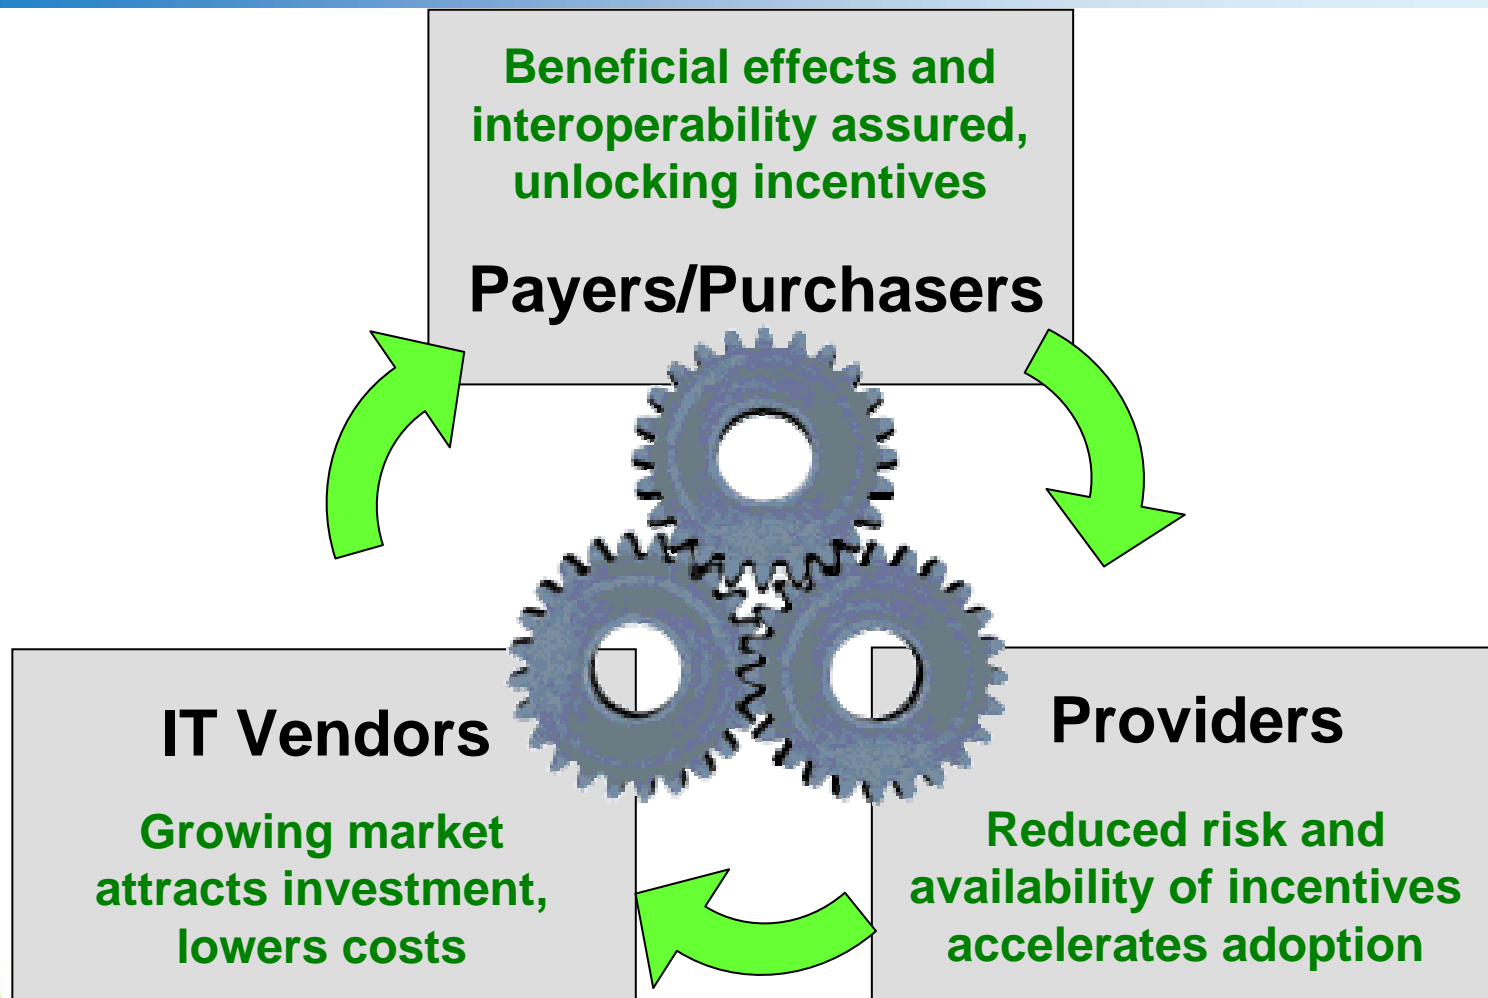 Beneficial effects and
interoperability assured,
unlocking incentives
Payers/Purchasers
IT Vendors
Growing market
attracts investment,
lowers costs
Providers
Reduced risk and
availability of incentives
accelerates adoption